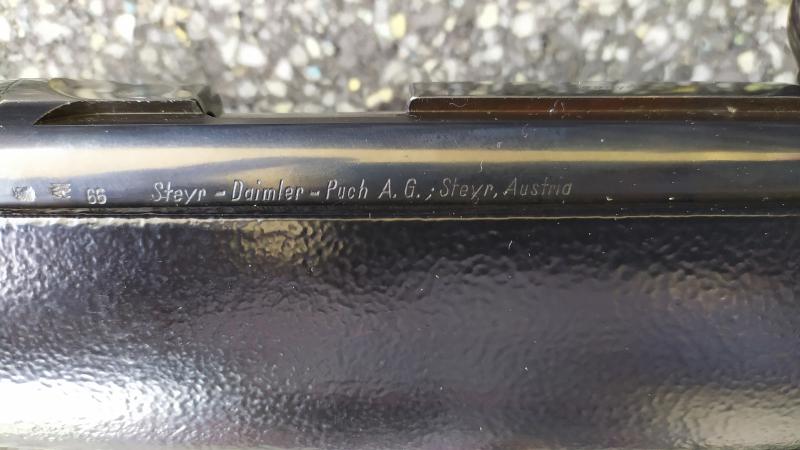 66 Steyr - Daimler - Puch A.G.; Steyr, Austria